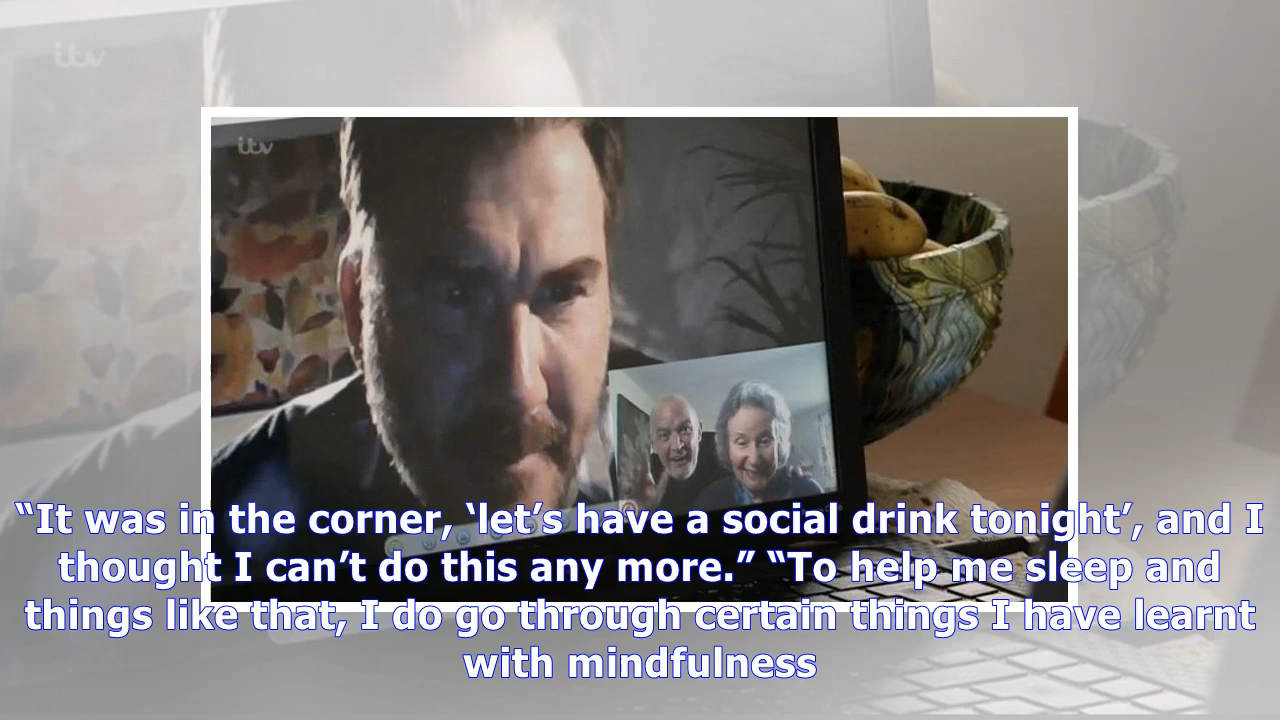 itv
itv
“It was in the corner, ‘let’s have a social drink tonight’, and I
thought I can’t do this any more.” “To help me sleep and
things like that, I do go through certain things I have learnt
with mindfulness